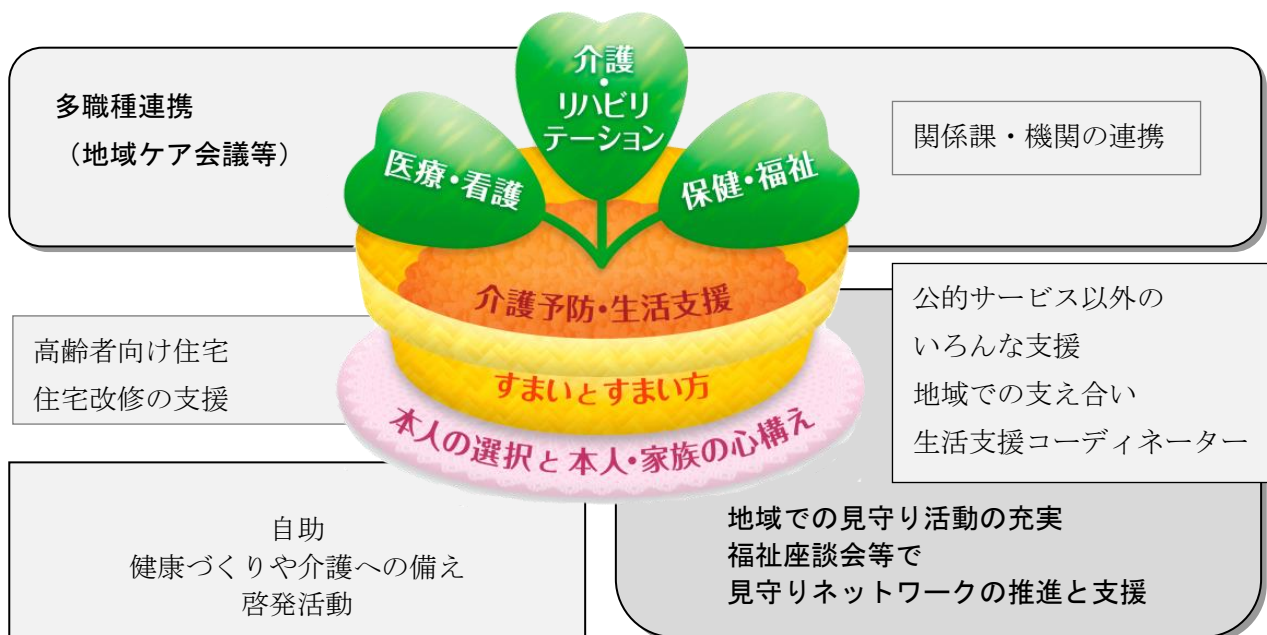 多職種連携
（地域ケア会議等）
介護
・
リハビリ
テーション
医療・看護
保健・福祉
関係課・機関の連携
介護予防・生活支援
すまいとすまい方
本人の選択と本人・家族の心構え
高齢者向け住宅
住宅改修の支援
公的サービス以外の
いろんな支援
地域での支え合い
生活支援コーディネーター
自助
健康づくりや介護への備え
啓発活動
地域での見守り活動の充実
福祉座談会等で
見守りネットワークの推進と支援